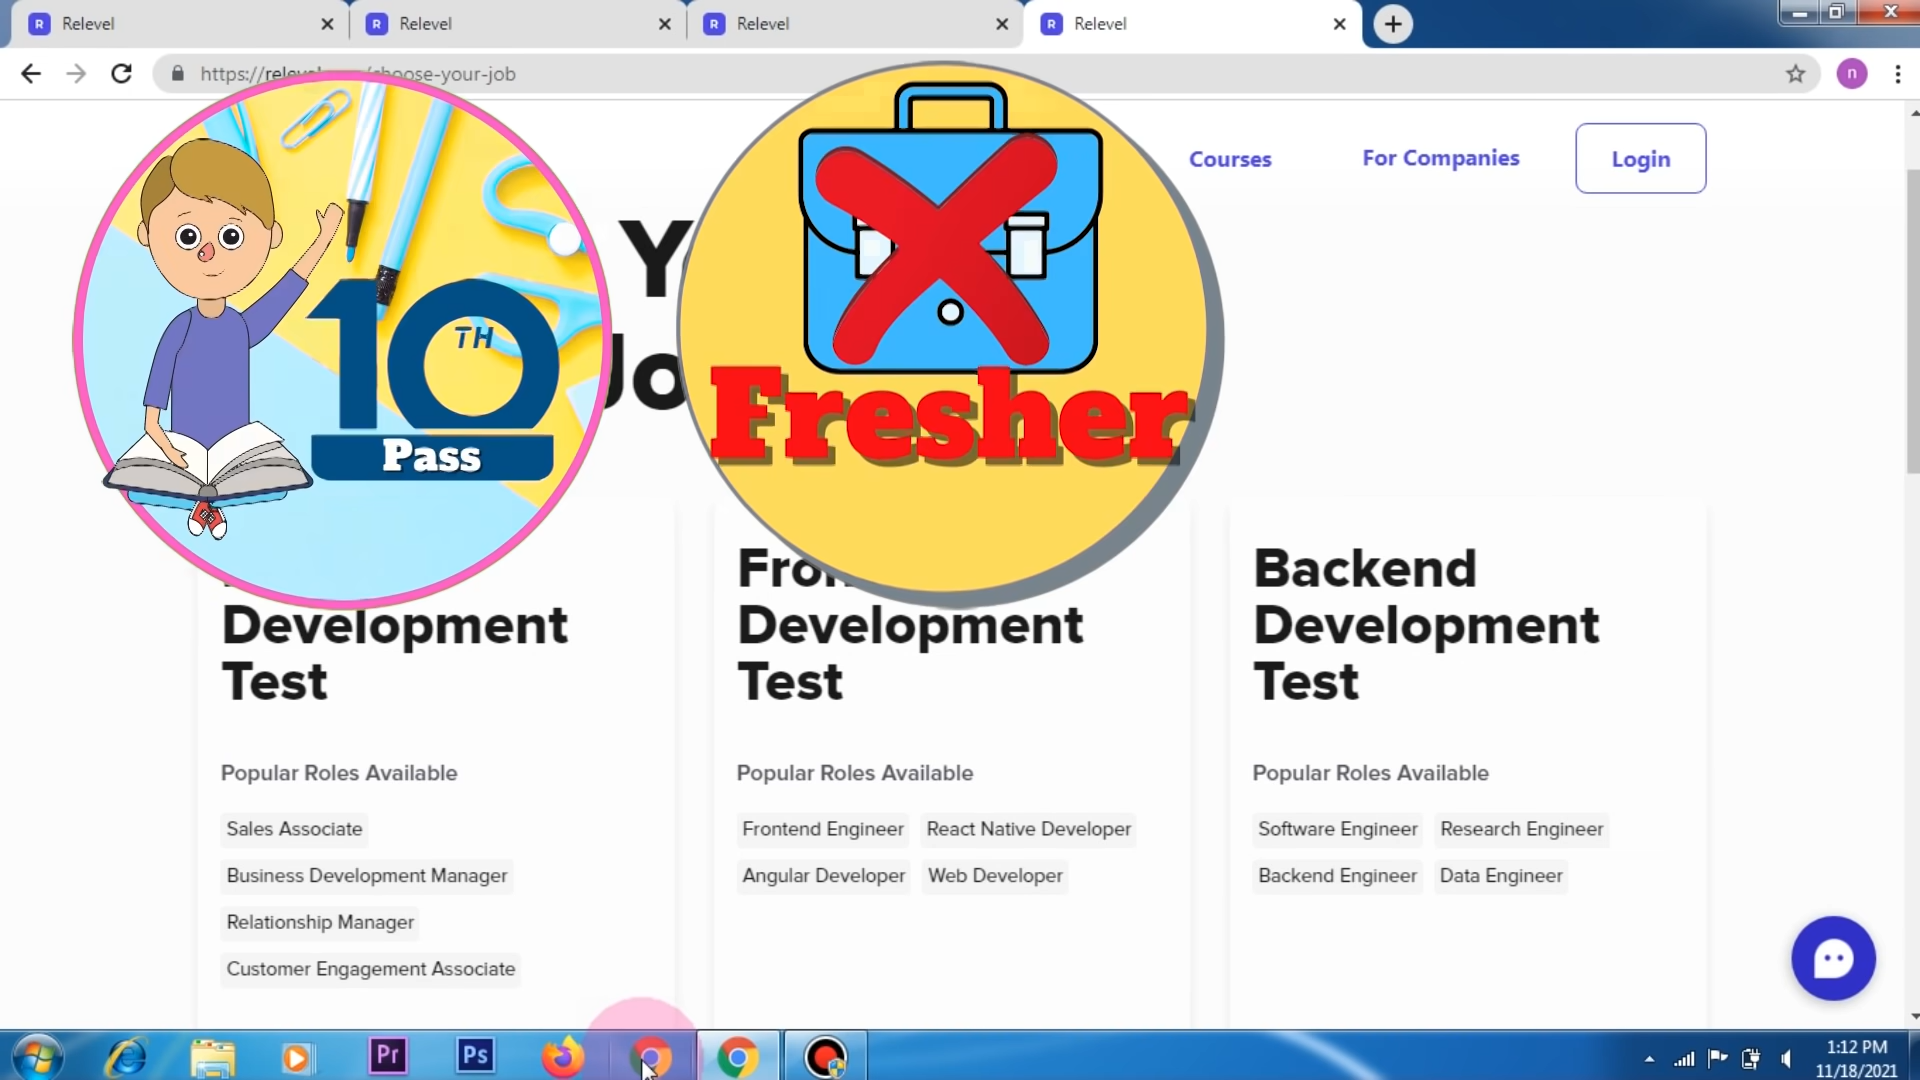 Relevel
Relevel
Relevel
Relevel
/choose-your-job
n
Courses
For Companies
Login
10
TH
Pass
Fresher
Development
Test
Development
Test
Backend
Development
Test
Popular Roles Available
Popular Roles Available
Popular Roles Available
Sales Associate
Business Development Manager
Relationship Manager
Customer Engagement Associate
Frontend Engineer
React Native Developer
Angular Developer
Web Developer
Software Engineer
Research Engineer
Backend Engineer
Data Engineer
Pr
Ps
1:12 PM
11/18/2021